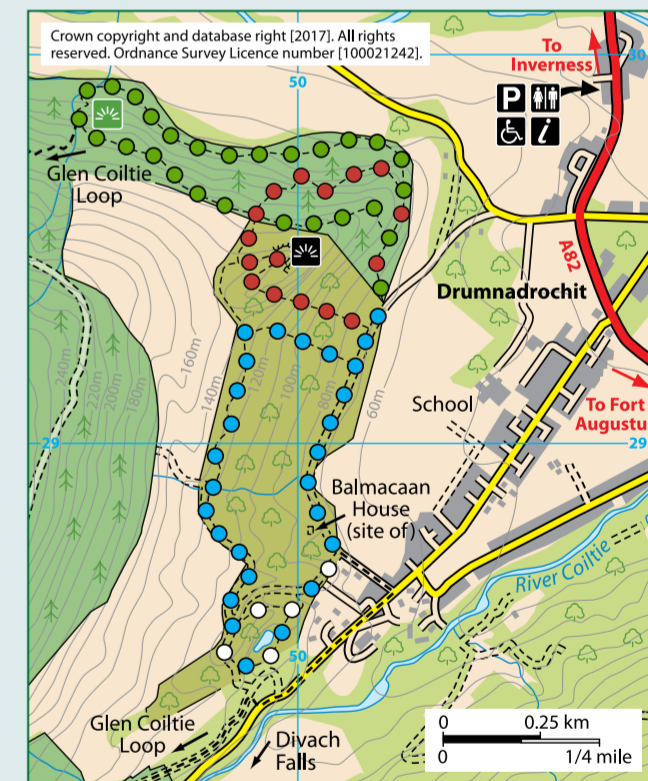 Crown copyright and database right [2017]. All rights
reserved. Ordnance Survey Licence number [100021242].
To
Inverness
30
50
P
i
Glen Coiltie
Loop
A82
Drumnadrochit
240m
220m
200m
180m
160m
140m
120m
100m
80m
60m
School
To Fort
Augustu
29
29
Balmacaan
House
(site of)
River Coiltie
50
Glen Coiltie
Loop
Divach
Falls
0 0.25 km
0 1/4 mile